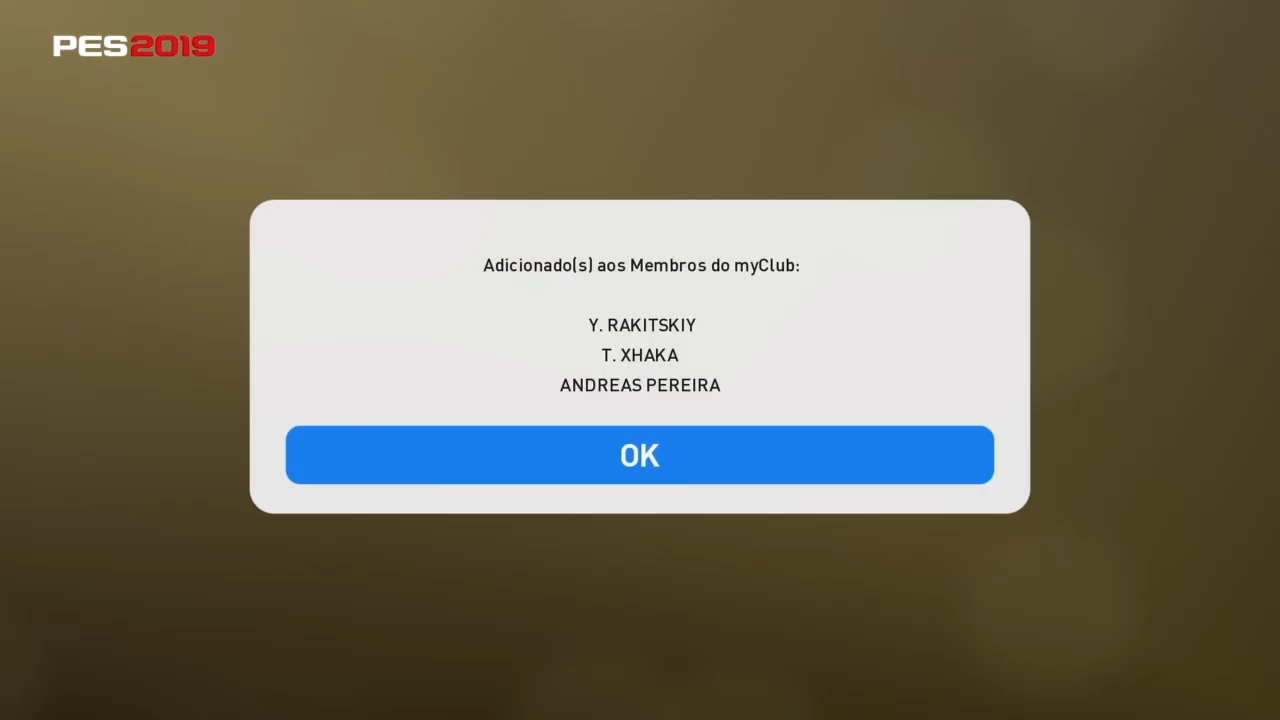 PES2019
Adicionado(s) aos Membros do myClub:
Y. RAKITSKIY
T. XHAKA
ANDREAS PEREIRA
OK